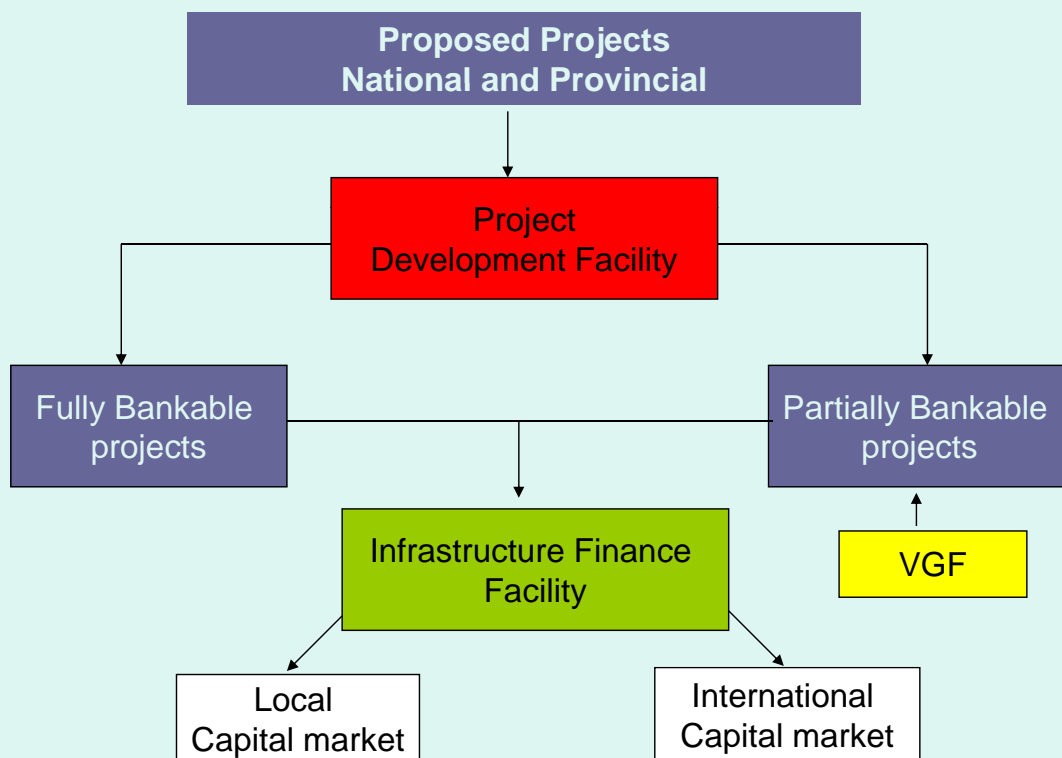 Proposed Projects
National and Provincial
Project
Development Facility
Fully Bankable
projects
Partially Bankable
projects
Infrastructure Finance
Facility
VGF
Local
Capital market
International
Capital market